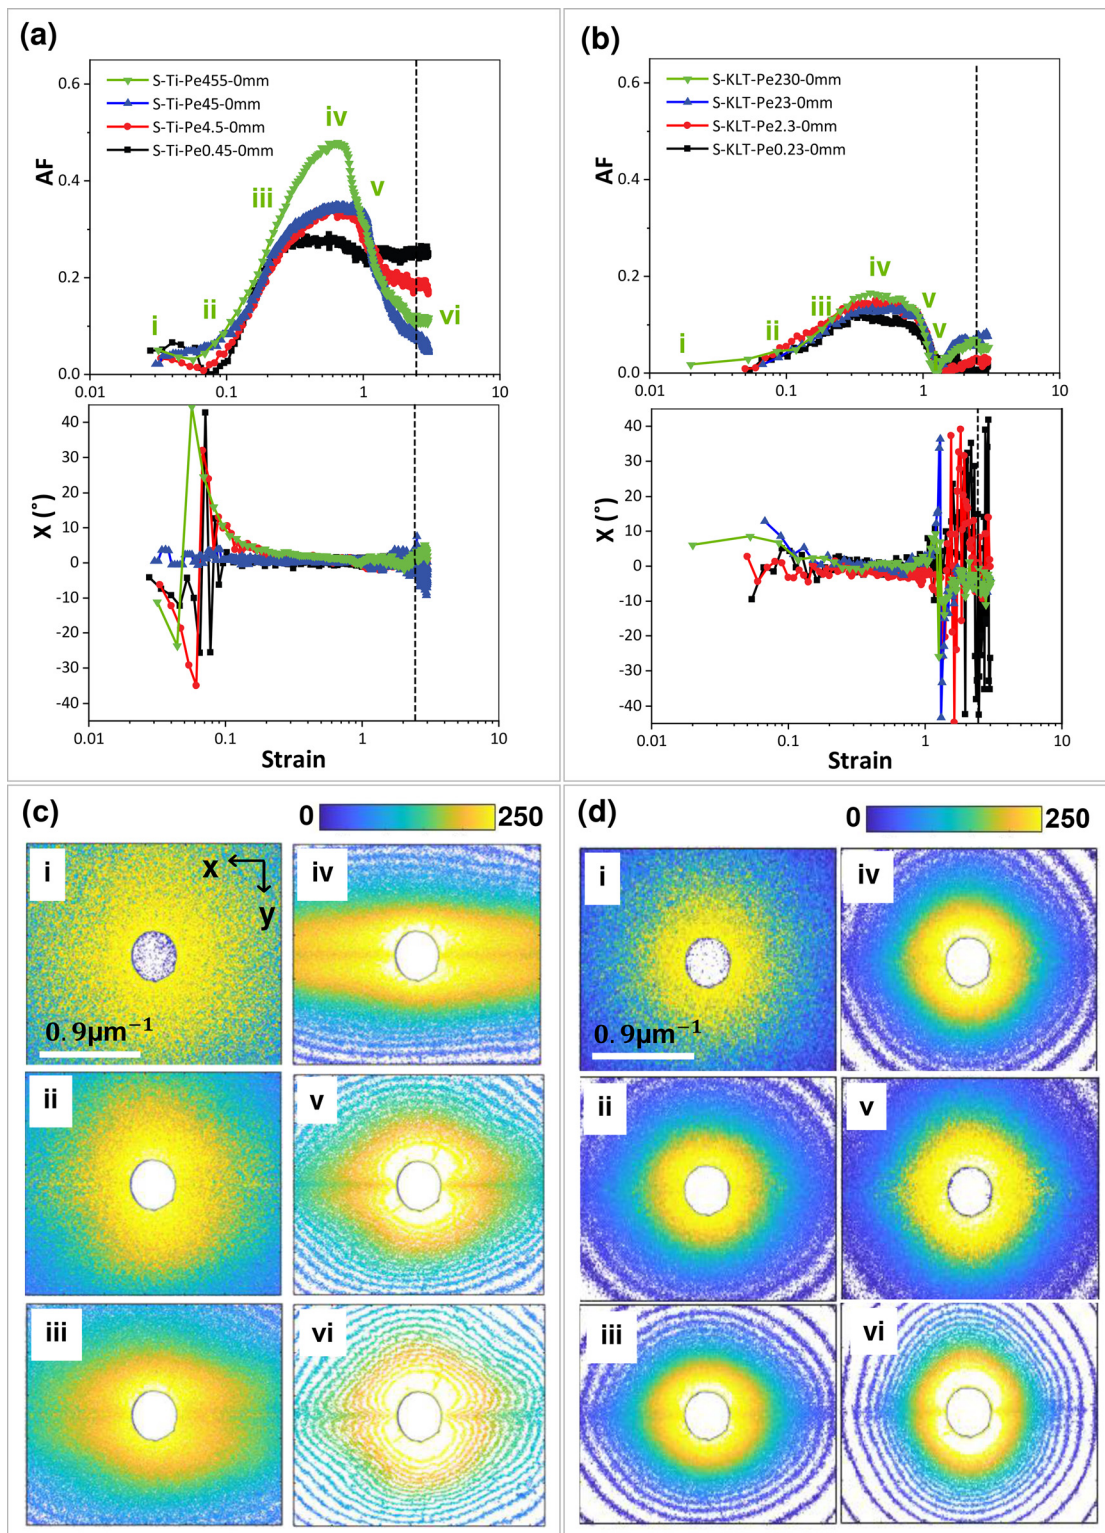 (a)
0.6
0.4
0.2
0.0
AF
S-Ti-Pe455-0mm
S-Ti-Pe45-0mm
S-Ti-Pe4.5-0mm
S-Ti-Pe0.45-0mm
i
ii
iii
iv
v
vi
0.01
0.1
1
10
40
30
20
10
0
-10
-20
-30
-40
X (°)
0.01
0.1
1
10
Strain
(b)
0.6
0.4
0.2
0.0
AF
S-KLT-Pe230-0mm
S-KLT-Pe23-0mm
S-KLT-Pe2.3-0mm
S-KLT-Pe0.23-0mm
i
ii
iii
iv
v
v
0.01
0.1
1
10
40
30
20
10
0
-10
-20
-30
-40
X (°)
0.01
0.1
1
10
Strain
(c)
0
250
i
x
y
0.9μm⁻¹
iv
ii
v
iii
vi
(d)
0
250
i
0.9μm⁻¹
iv
ii
v
iii
vi